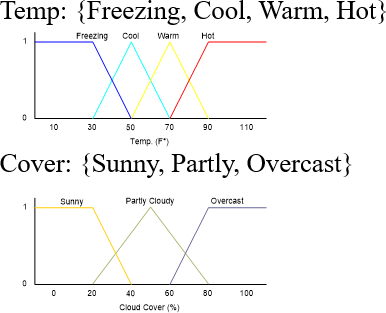 Temp: {Freezing, Cool, Warm, Hot}
Freezing Cool Warm Hot
1
0
10 30 50 70 90 110
Temp. (F°)
Cover: {Sunny, Partly, Overcast}
Sunny Partly Cloudy Overcast
1
0
0 20 40 60 80 100
Cloud Cover (%)